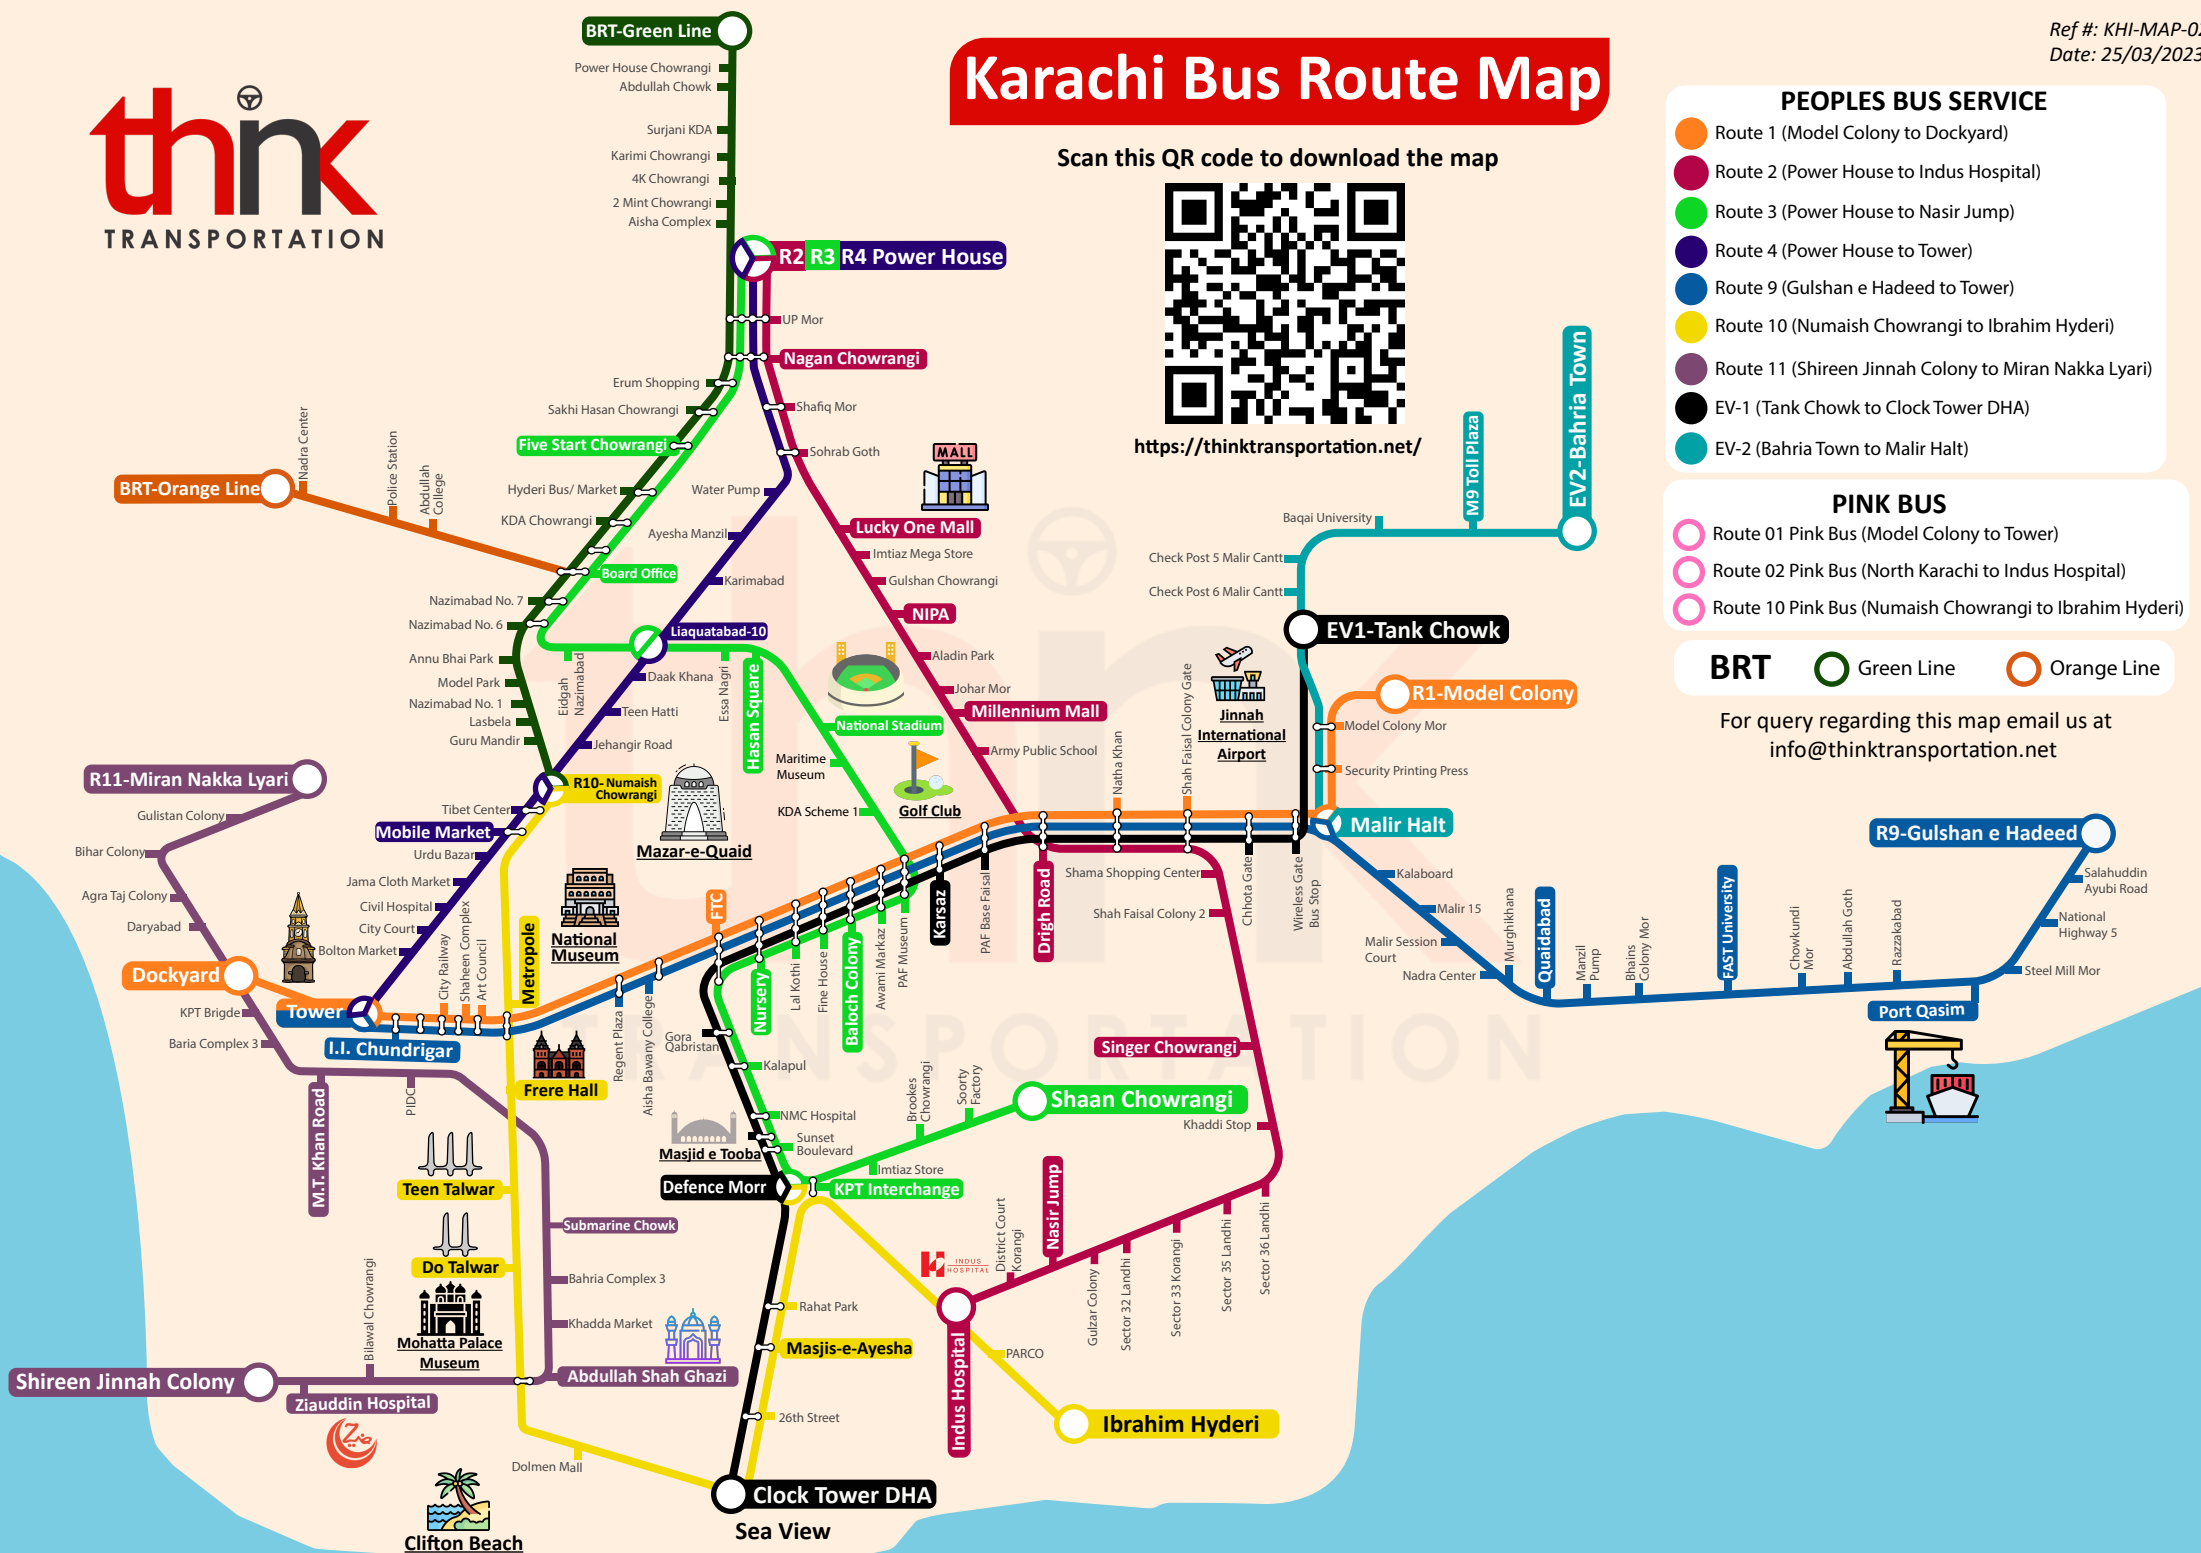 Ref #: KHI-MAP-02
Date: 25/03/2023
think
TRANSPORTATION
Karachi Bus Route Map
Scan this QR code to download the map
https://thinktransportation.net/
PEOPLES BUS SERVICE
Route 1 (Model Colony to Dockyard)
Route 2 (Power House to Indus Hospital)
Route 3 (Power House to Nasir Jump)
Route 4 (Power House to Tower)
Route 9 (Gulshan e Hadeed to Tower)
Route 10 (Numaish Chowrangi to Ibrahim Hyderi)
Route 11 (Shireen Jinnah Colony to Miran Nakka Lyari)
EV-1 (Tank Chowk to Clock Tower DHA)
EV-2 (Bahria Town to Malir Halt)
PINK BUS
Route 01 Pink Bus (Model Colony to Tower)
Route 02 Pink Bus (North Karachi to Indus Hospital)
Route 10 Pink Bus (Numaish Chowrangi to Ibrahim Hyderi)
BRT
Green Line
Orange Line
For query regarding this map email us at
info@thinktransportation.net
BRT-Green Line
Power House Chowrangi
Abdullah Chowk
Surjani KDA
Karimi Chowrangi
4K Chowrangi
2 Mint Chowrangi
Aisha Complex
R2 R3 R4 Power House
UP Mor
Nagan Chowrangi
Erum Shopping
Sakhi Hasan Chowrangi
Five Start Chowrangi
Hyderi Bus/ Market
KDA Chowrangi
Board Office
Nazimabad No. 7
Nazimabad No. 6
Annu Bhai Park
Model Park
Nazimabad No. 1
Lasbela
Guru Mandir
BRT-Orange Line
Nadra Center
Police Station
Abdullah
College
Shafiq Mor
Sohrab Goth
Water Pump
Ayesha Manzil
Karimabad
Liaquatabad-10
Daak Khana
Teen Hatti
Jehangir Road
Eidgah
Nazimabad
Essa Nagri
Hasan Square
National Stadium
Maritime
Museum
KDA Scheme 1
Golf Club
MALL
Lucky One Mall
Imtiaz Mega Store
Gulshan Chowrangi
NIPA
Aladin Park
Johar Mor
Millennium Mall
Army Public School
EV2-Bahria Town
M9 Toll Plaza
Baqai University
Check Post 5 Malir Cantt
Check Post 6 Malir Cantt
EV1-Tank Chowk
R1-Model Colony
Model Colony Mor
Security Printing Press
Malir Halt
Jinnah
International
Airport
Natha Khan
Shah Faisal Colony Gate
R9-Gulshan e Hadeed
Salahuddin
Ayubi Road
National
Highway 5
Steel Mill Mor
Port Qasim
Razzakabad
Abdullah Goth
Chowkundi
Mor
FAST University
Bhains
Colony Mor
Manzil
Pump
Quaidabad
Murghikhana
Kalaboard
Malir 15
Malir Session
Court
Nadra Center
R11-Miran Nakka Lyari
Gulistan Colony
Bihar Colony
Agra Taj Colony
Daryabad
Dockyard
KPT Brigde
Baria Complex 3
M.T. Khan Road
PIDC
R10- Numaish
Chowrangi
Tibet Center
Mobile Market
Urdu Bazar
Jama Cloth Market
Civil Hospital
City Court
Bolton Market
Tower
I.I. Chundrigar
City Railway
Shaheen Complex
Art Council
Metropole
Mazar-e-Quaid
National
Museum
Frere Hall
Regent Plaza
Aisha Bawany College
FTC
Nursery
Lal Kothi
Fine House
Baloch Colony
Awami Markaz
PAF Museum
Karsaz
PAF Base Faisal
Drigh Road
Shama Shopping Center
Shah Faisal Colony 2
Chhota Gate
Wireless Gate
Bus Stop
TRANSPORTATION
Gora
Qabristan
Kalapul
NMC Hospital
Sunset
Boulevard
Masjid e Tooba
Defence Morr
KPT Interchange
Imtiaz Store
Brookes
Chowrangi
Soorty
Factory
Shaan Chowrangi
Singer Chowrangi
Khaddi Stop
Sector 36 Landhi
Sector 35 Landhi
Sector 33 Korangi
Sector 32 Landhi
Gulzar Colony
Nasir Jump
District Court
Korangi
INDUS
HOSPITAL
Indus Hospital
PARCO
Ibrahim Hyderi
Teen Talwar
Do Talwar
Mohatta Palace
Museum
Submarine Chowk
Bahria Complex 3
Khadda Market
Abdullah Shah Ghazi
Bilawal Chowrangi
Shireen Jinnah Colony
Ziauddin Hospital
Rahat Park
Masjis-e-Ayesha
26th Street
Dolmen Mall
Clock Tower DHA
Sea View
Clifton Beach